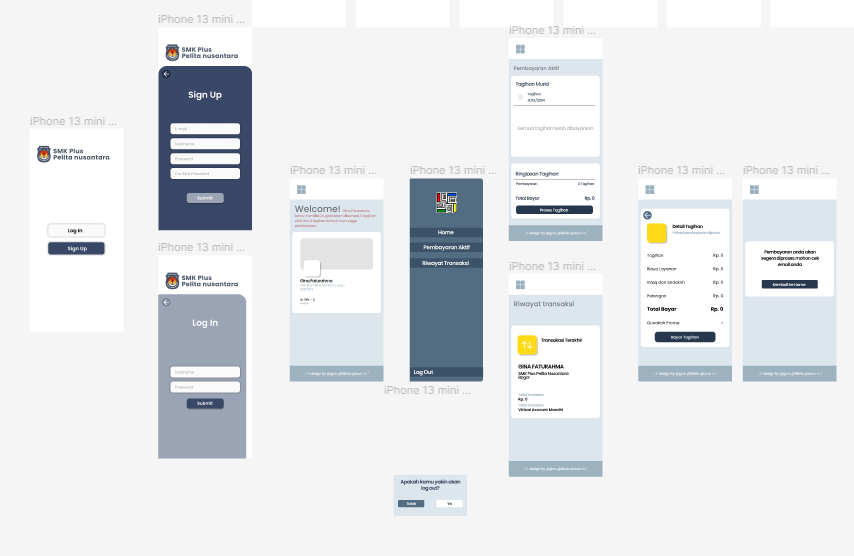 iPhone 13 mini ...
SMK Plus
Pelita nusantara
Log In
Sign Up
iPhone 13 mini ...
SMK Plus
Pelita nusantara
Sign Up
E-mail
Username
Password
Confirm Password
Submit
iPhone 13 mini ...
SMK Plus
Pelita nusantara
Log In
Username
Password
Submit
iPhone 13 mini ...
Welcome!
Gina Faturahma
iPhone 13 mini ...
Home
Pembayaran Aktif
Riwayat Transaksi
Log Out
iPhone 13 mini ...
Apakah kamu yakin akan
log out?
Tidak
Ya
iPhone 13 mini ...
Pembayaran Aktif
Tagihan Murid
Tagihan
2023/2024
Semua tagihan telah dibayarkan
Ringkasan Tagihan
Pembayaran
0 Tagihan
Total Bayar
Rp. 0
Proses Tagihan
iPhone 13 mini ...
Riwayat transaksi
Transakasi Terakhir
GINA FATURAHMA
SMK Plus Pelita Nusantara
Bogor
Total Transaksi
Rp. 0
Total Transaksi
Virtual Account Mandiri
iPhone 13 mini ...
Detail Tagihan
Tagihan
Rp. 0
Biaya Layanan
Rp. 0
Infaq dan Sedekah
Rp. 0
Potongan
Rp. 0
Total Bayar
Rp. 0
Gunakan Promo
>
Bayar Tagihan
iPhone 13 mini ...
Pembayaran anda akan
segera diproses mohon cek
email anda
Kembali ke Home